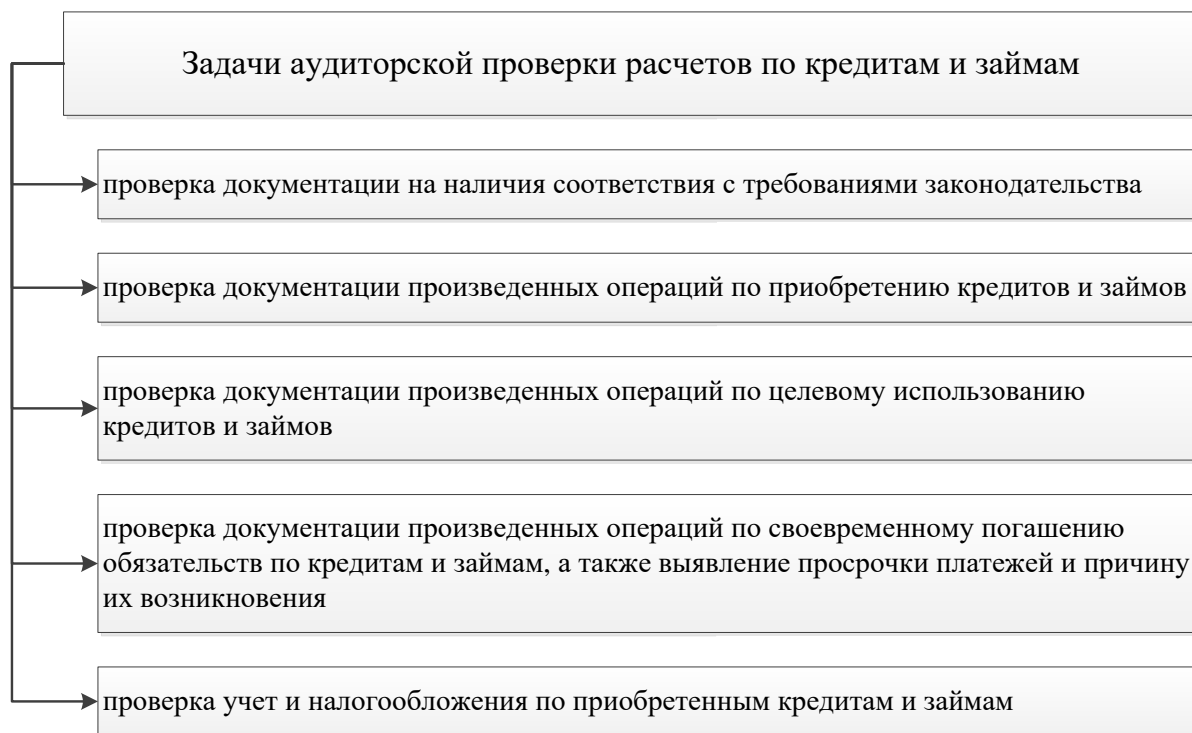 Задачи аудиторской проверки расчетов по кредитам и займам
проверка документации на наличия соответствия с требованиями законодательства
проверка документации произведенных операций по приобретению кредитов и займов
проверка документации произведенных операций по целевому использованию
кредитов и займов
проверка документации произведенных операций по своевременному погашению
обязательств по кредитам и займам, а также выявление просрочки платежей и причину
их возникновения
проверка учет и налогообложения по приобретенным кредитам и займам